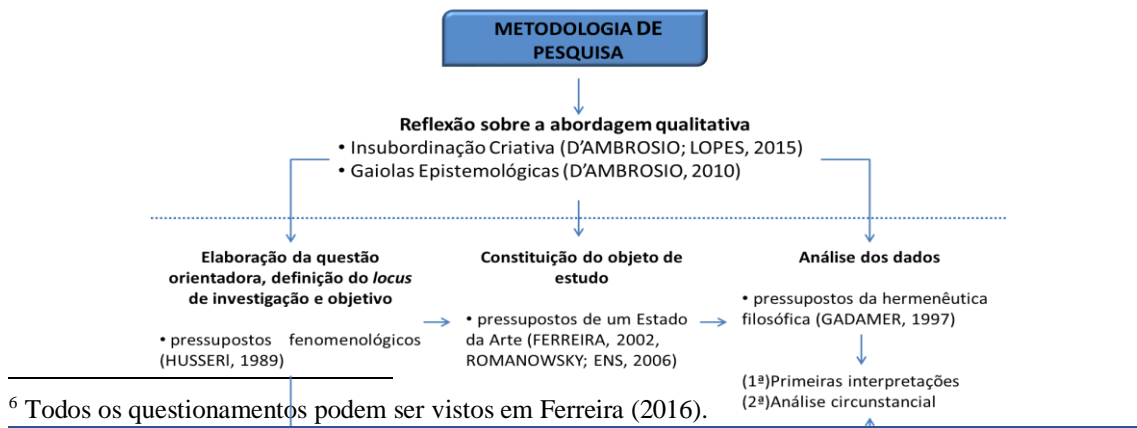 METODOLOGIA DE
PESQUISA
Reflexão sobre a abordagem qualitativa
• Insubordinação Criativa (D’AMBROSIO; LOPES, 2015)
• Gaiolas Epistemológicas (D’AMBROSIO, 2010)
Elaboração da questão
orientadora, definição do locus
de investigação e objetivo
• pressupostos fenomenológicos
(HUSSERl, 1989)
Constituição do objeto de
estudo
• pressupostos de um Estado
da Arte (FERREIRA, 2002,
ROMANOWSKY; ENS, 2006)
Análise dos dados
• pressupostos da hermenêutica
filosófica (GADAMER, 1997)
(1ª)Primeiras interpretações
(2ª)Análise circunstancial
6 Todos os questionamentos podem ser vistos em Ferreira (2016).